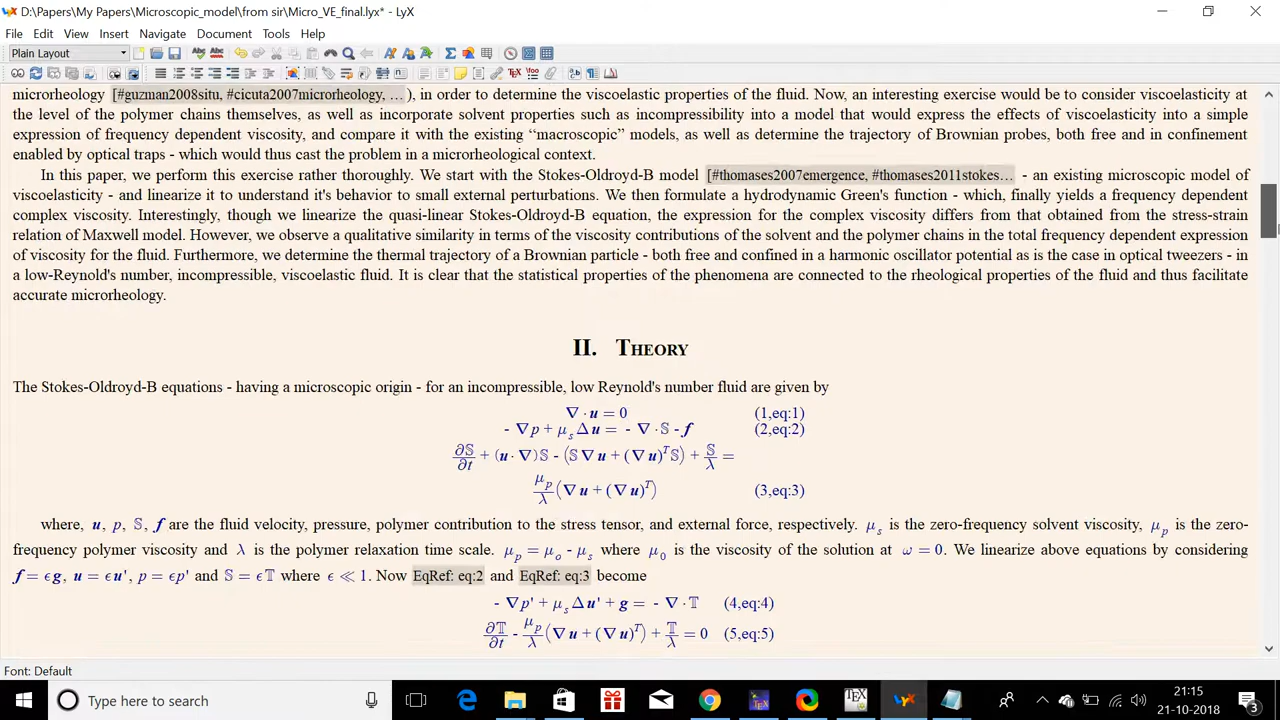 D:\Papers\My Papers\Microscopic_model\from sir\Micro_VE_final.lyx* - LyX
File Edit View Insert Navigate Document Tools Help
Plain Layout
microrheology [#guzman2008situ, #cicuta2007microrheology, …), in order to determine the viscoelastic properties of the fluid. Now, an interesting exercise would be to consider viscoelasticity at
the level of the polymer chains themselves, as well as incorporate solvent properties such as incompressibility into a model that would express the effects of viscoelasticity into a simple
expression of frequency dependent viscosity, and compare it with the existing “macroscopic” models, as well as determine the trajectory of Brownian probes, both free and in confinement
enabled by optical traps - which would thus cast the problem in a microrheological context.
In this paper, we perform this exercise rather thoroughly. We start with the Stokes-Oldroyd-B model [#thomases2007emergence, #thomases2011stokes… - an existing microscopic model of
viscoelasticity - and linearize it to understand it's behavior to small external perturbations. We then formulate a hydrodynamic Green's function - which, finally yields a frequency dependent
complex viscosity. Interestingly, though we linearize the quasi-linear Stokes-Oldroyd-B equation, the expression for the complex viscosity differs from that obtained from the stress-strain
relation of Maxwell model. However, we observe a qualitative similarity in terms of the viscosity contributions of the solvent and the polymer chains in the total frequency dependent expression
of viscosity for the fluid. Furthermore, we determine the thermal trajectory of a Brownian particle - both free and confined in a harmonic oscillator potential as is the case in optical tweezers - in
a low-Reynold's number, incompressible, viscoelastic fluid. It is clear that the statistical properties of the phenomena are connected to the rheological properties of the fluid and thus facilitate
accurate microrheology.
II. Theory
The Stokes-Oldroyd-B equations - having a microscopic origin - for an incompressible, low Reynold's number fluid are given by
∇ · u = 0 (1,eq:1)
- ∇p + μ_s Δu = - ∇ · 𝕊 - f (2,eq:2)
∂𝕊/∂t + (u · ∇)𝕊 - (𝕊∇u + (∇u)^T 𝕊) + 𝕊/λ =
μ_p/λ (∇u + (∇u)^T) (3,eq:3)
where, u, p, 𝕊, f are the fluid velocity, pressure, polymer contribution to the stress tensor, and external force, respectively. μ_s is the zero-frequency solvent viscosity, μ_p is the zero-
frequency polymer viscosity and λ is the polymer relaxation time scale. μ_p = μ_o - μ_s where μ_0 is the viscosity of the solution at ω = 0. We linearize above equations by considering
f = ϵg, u = ϵu', p = ϵp' and 𝕊 = ϵ𝕋 where ϵ ≪ 1. Now EqRef: eq:2 and EqRef: eq:3 become
- ∇p' + μ_s Δu' + g = - ∇ · 𝕋 (4,eq:4)
∂𝕋/∂t - μ_p/λ (∇u + (∇u)^T) + 𝕋/λ = 0 (5,eq:5)
Font: Default
Type here to search
21:15
21-10-2018
3